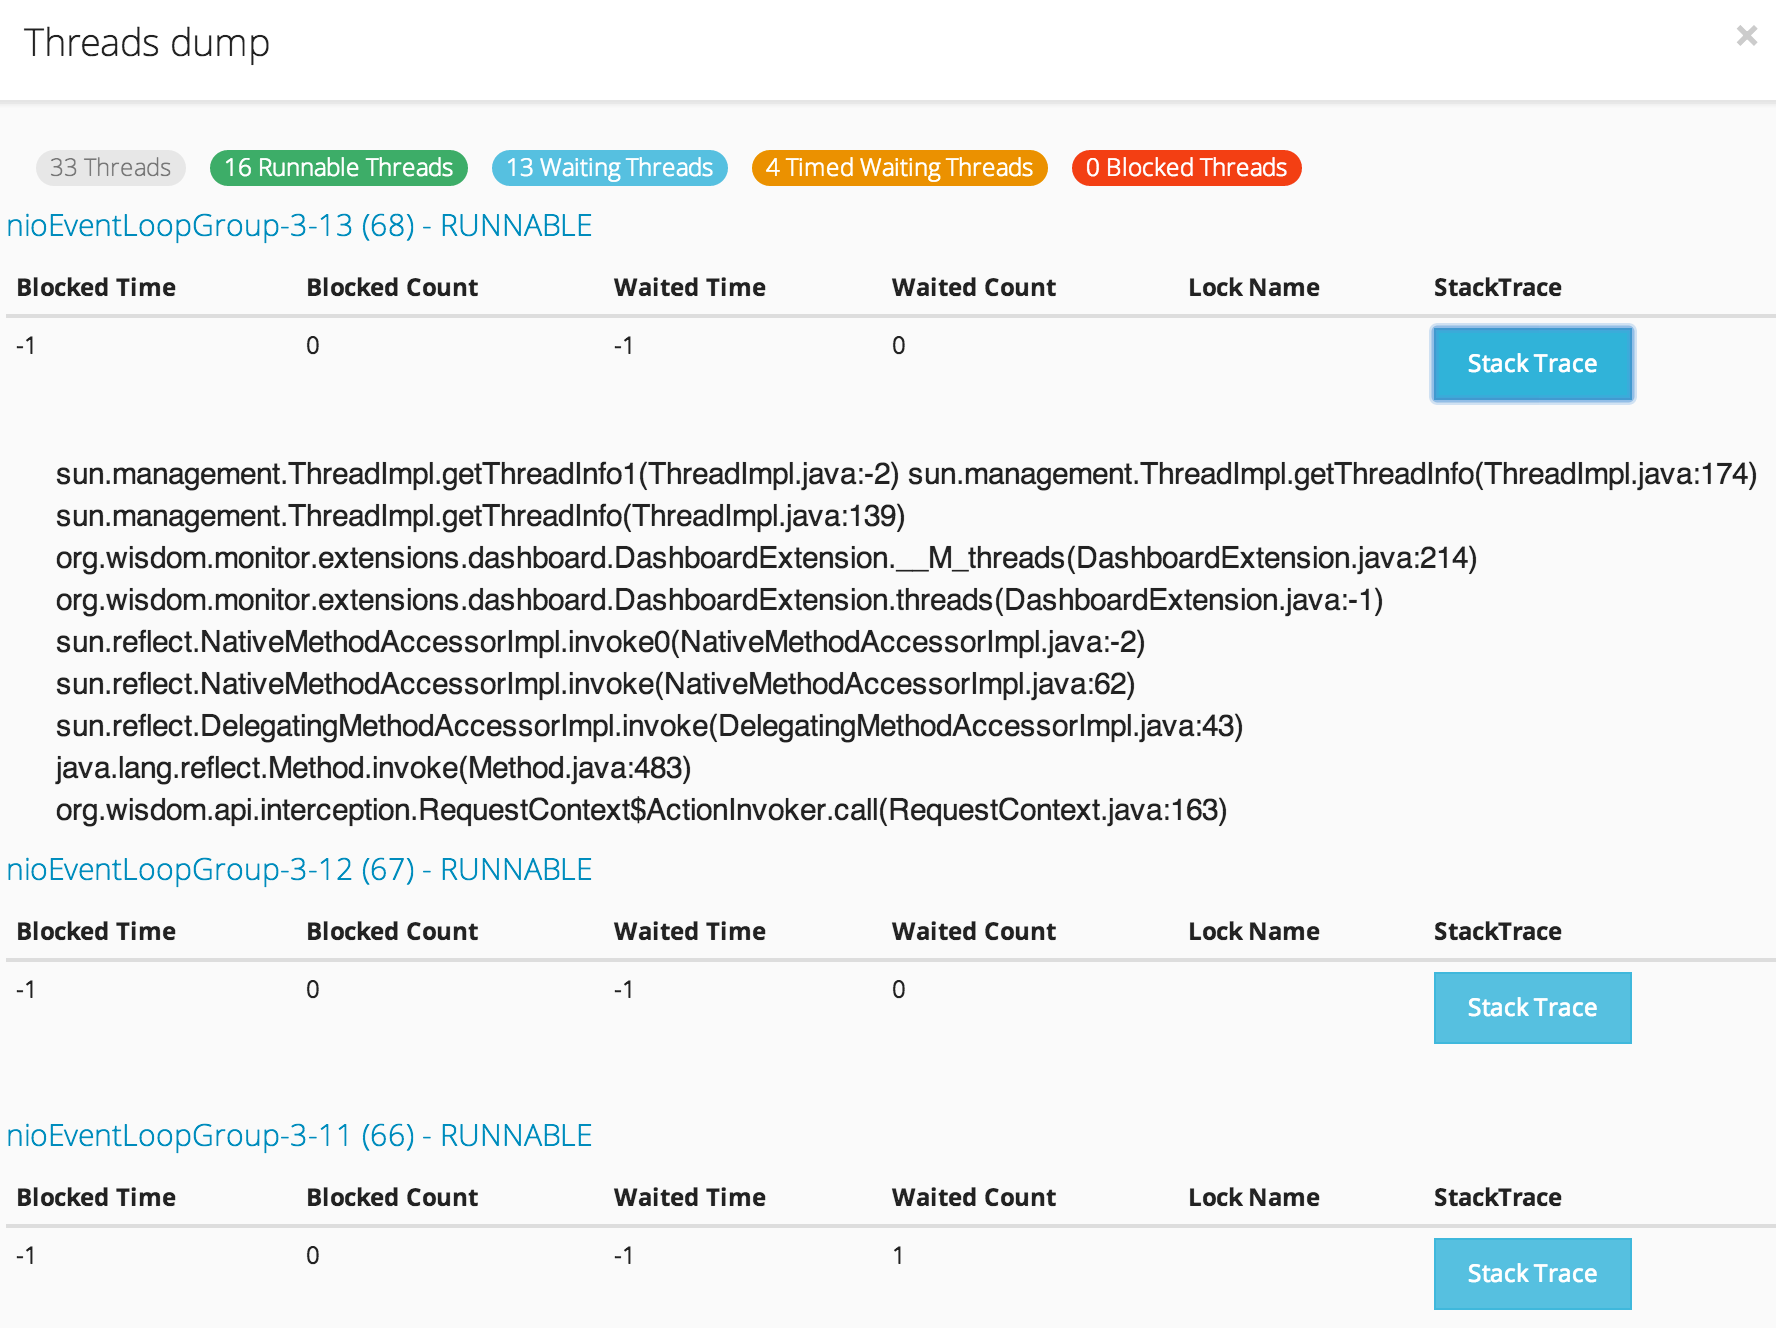 Threads dump ×
33 Threads 16 Runnable Threads 13 Waiting Threads 4 Timed Waiting Threads 0 Blocked Threads
nioEventLoopGroup-3-13 (68) - RUNNABLE
Blocked Time Blocked Count Waited Time Waited Count Lock Name StackTrace
-1 0 -1 0 Stack Trace
sun.management.ThreadImpl.getThreadInfo1(ThreadImpl.java:-2) sun.management.ThreadImpl.getThreadInfo(ThreadImpl.java:174)
sun.management.ThreadImpl.getThreadInfo(ThreadImpl.java:139)
org.wisdom.monitor.extensions.dashboard.DashboardExtension.__M_threads(DashboardExtension.java:214)
org.wisdom.monitor.extensions.dashboard.DashboardExtension.threads(DashboardExtension.java:-1)
sun.reflect.NativeMethodAccessorImpl.invoke0(NativeMethodAccessorImpl.java:-2)
sun.reflect.NativeMethodAccessorImpl.invoke(NativeMethodAccessorImpl.java:62)
sun.reflect.DelegatingMethodAccessorImpl.invoke(DelegatingMethodAccessorImpl.java:43)
java.lang.reflect.Method.invoke(Method.java:483)
org.wisdom.api.interception.RequestContext$ActionInvoker.call(RequestContext.java:163)
nioEventLoopGroup-3-12 (67) - RUNNABLE
Blocked Time Blocked Count Waited Time Waited Count Lock Name StackTrace
-1 0 -1 0 Stack Trace
nioEventLoopGroup-3-11 (66) - RUNNABLE
Blocked Time Blocked Count Waited Time Waited Count Lock Name StackTrace
-1 0 -1 1 Stack Trace